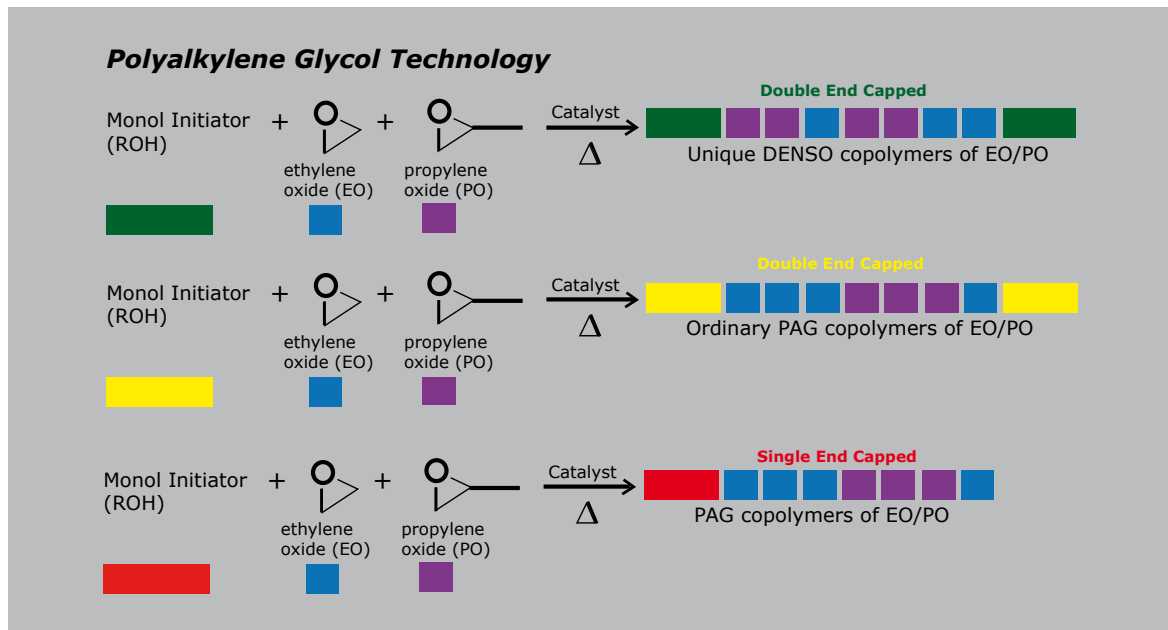 Polyalkylene Glycol Technology
Monol Initiator
(ROH)
+
+
ethylene
oxide (EO)
propylene
oxide (PO)
Catalyst
Δ
Double End Capped
Unique DENSO copolymers of EO/PO
Monol Initiator
(ROH)
+
+
ethylene
oxide (EO)
propylene
oxide (PO)
Catalyst
Δ
Double End Capped
Ordinary PAG copolymers of EO/PO
Monol Initiator
(ROH)
+
+
ethylene
oxide (EO)
propylene
oxide (PO)
Catalyst
Δ
Single End Capped
PAG copolymers of EO/PO